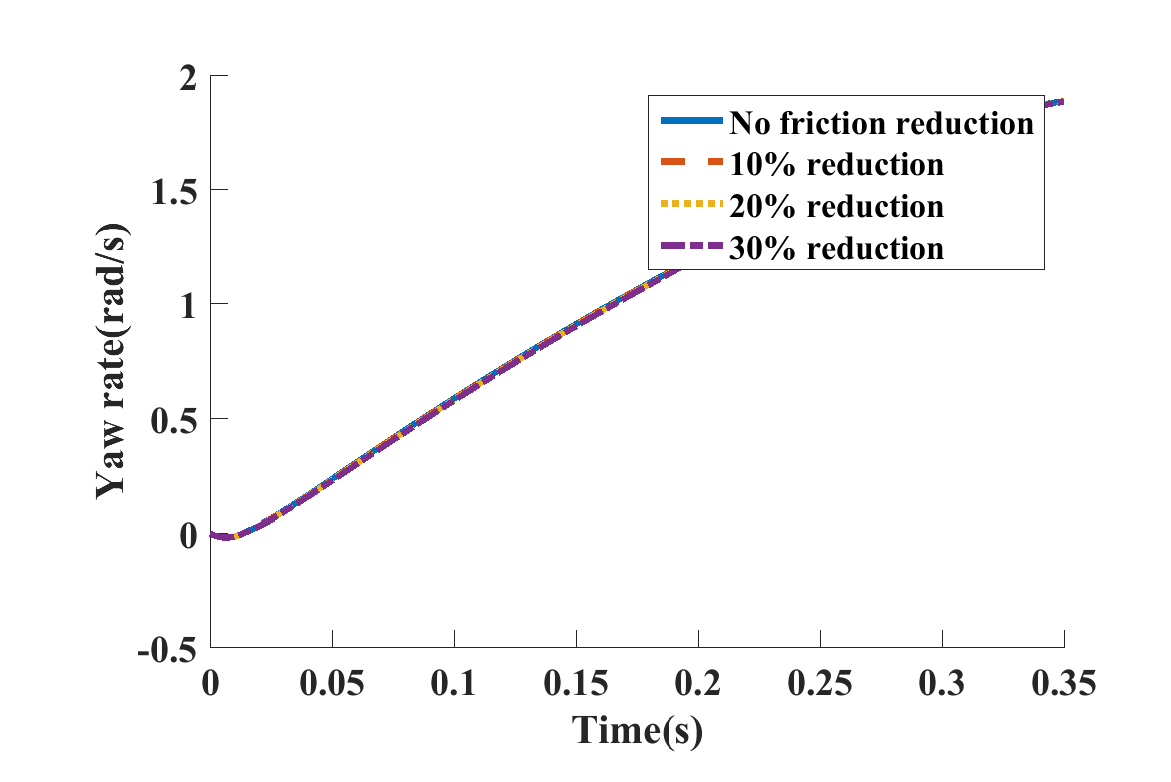 2
1.5
1
0.5
0
-0.5
Yaw rate(rad/s)
No friction reduction
10% reduction
20% reduction
30% reduction
0 0.05 0.1 0.15 0.2 0.25 0.3 0.35
Time(s)